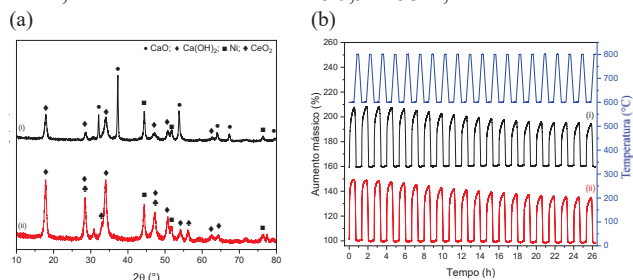 (a)
(b)
● CaO; ♦ Ca(OH)₂; ■ Ni; ♣ CeO₂
(i)
(ii)
10 20 30 40 50 60 70 80
2θ (°)
260
240
220
200
180
160
140
120
100
Aumento mássico (%)
(i)
(ii)
800
700
600
500
400
300
200
100
0
Temperatura (°C)
0 2 4 6 8 10 12 14 16 18 20 22 24 26
Tempo (h)